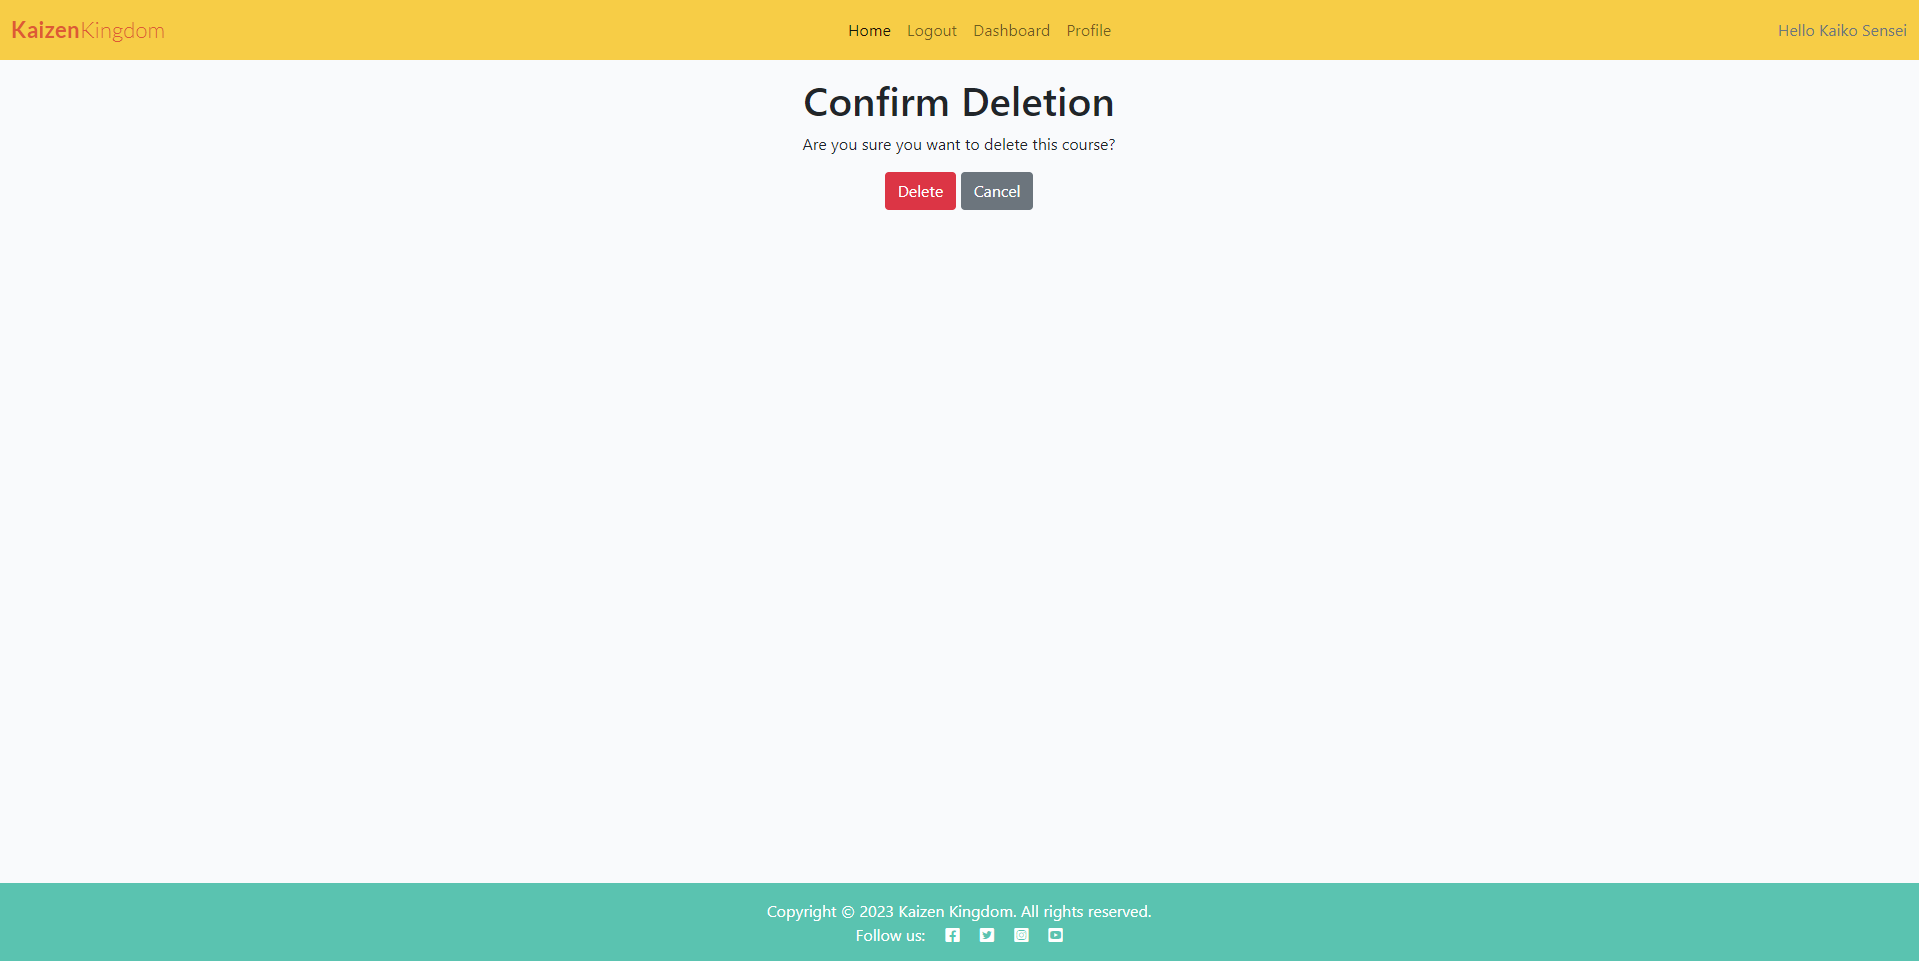 KaizenKingdom
Home Logout Dashboard Profile
Hello Kaiko Sensei
Confirm Deletion
Are you sure you want to delete this course?
Delete Cancel
Copyright © 2023 Kaizen Kingdom. All rights reserved.
Follow us: